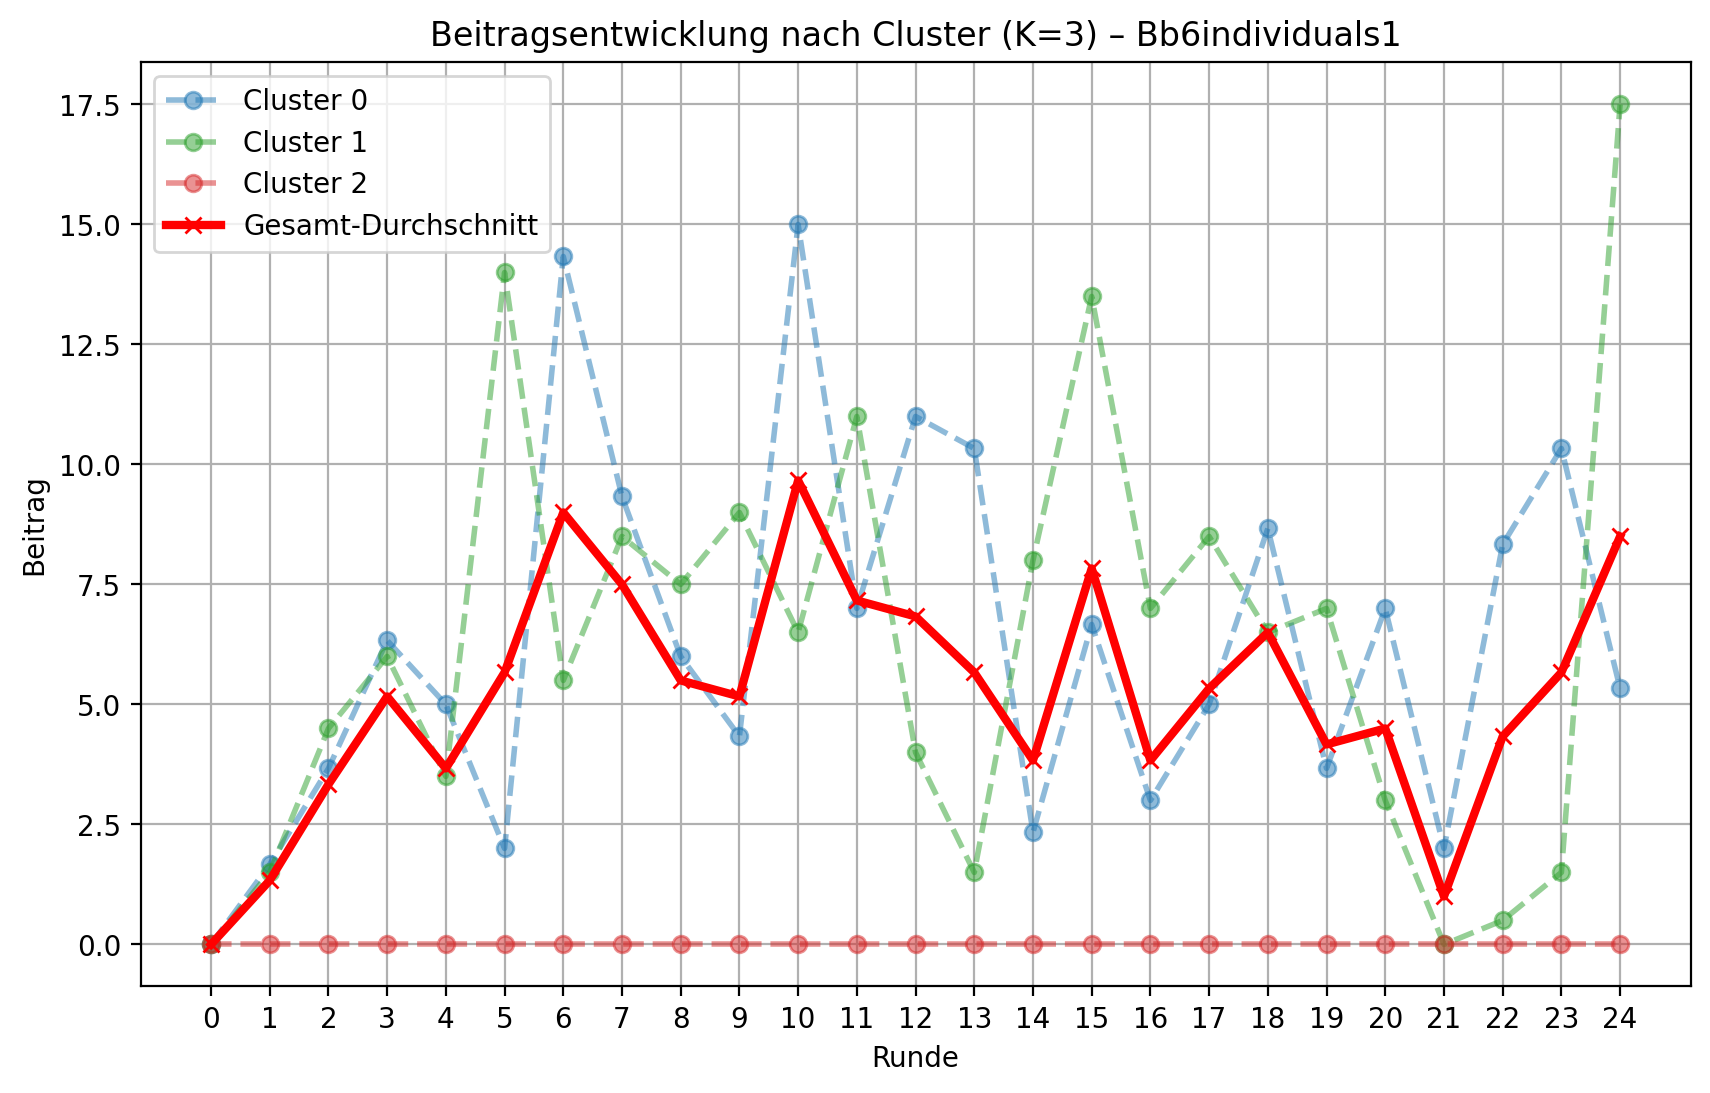 Beitragsentwicklung nach Cluster (K=3) – Bb6individuals1
Cluster 0
Cluster 1
Cluster 2
Gesamt-Durchschnitt
17.5
15.0
12.5
10.0
7.5
5.0
2.5
0.0
Beitrag
0 1 2 3 4 5 6 7 8 9 10 11 12 13 14 15 16 17 18 19 20 21 22 23 24
Runde